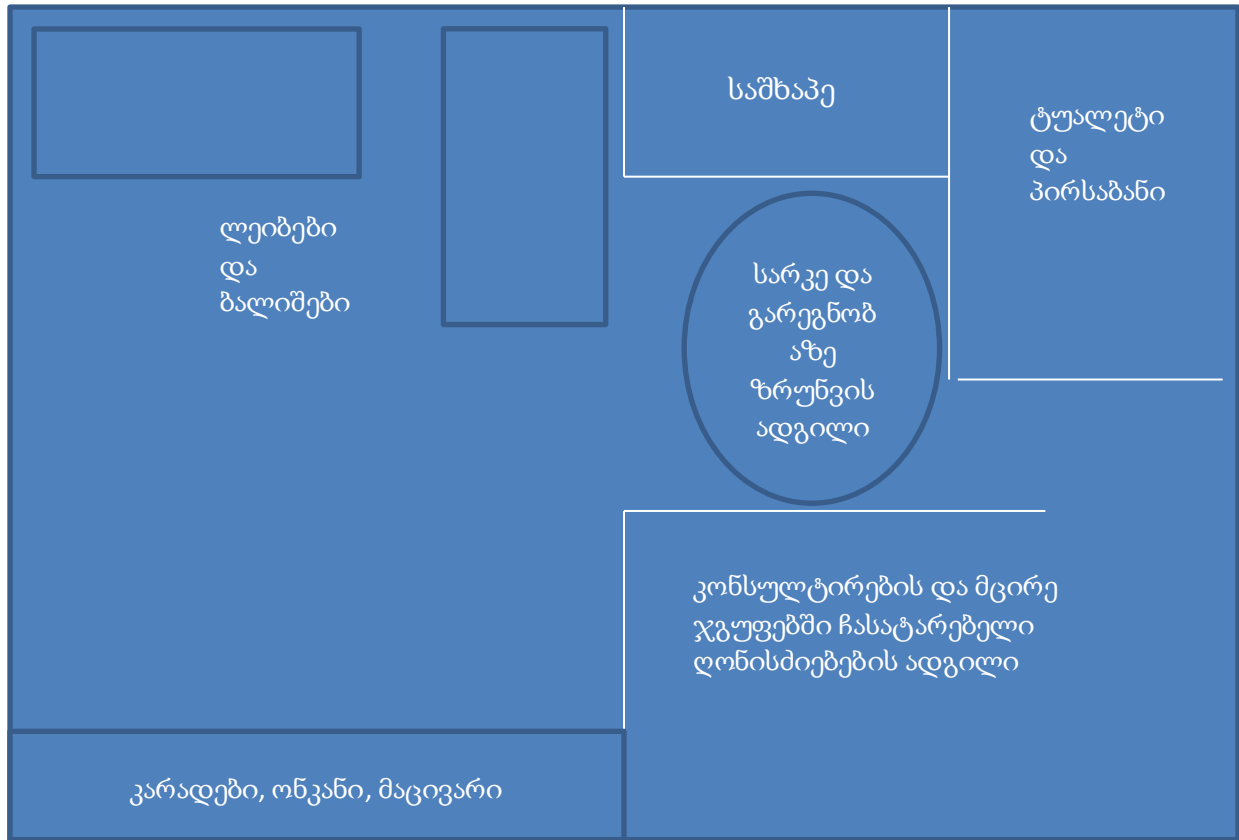 საშხაპე
ტუალეტი
და
პირსაბანი
ლეიბები
და
ბალიშები
სარკე და
გარეგნობ
აზე
ზრუნვის
ადგილი
კონსულტირების და მცირე
ჯგუფებში ჩასატარებელი
ღონისძიებების ადგილი
კარადები, ონკანი, მაცივარი